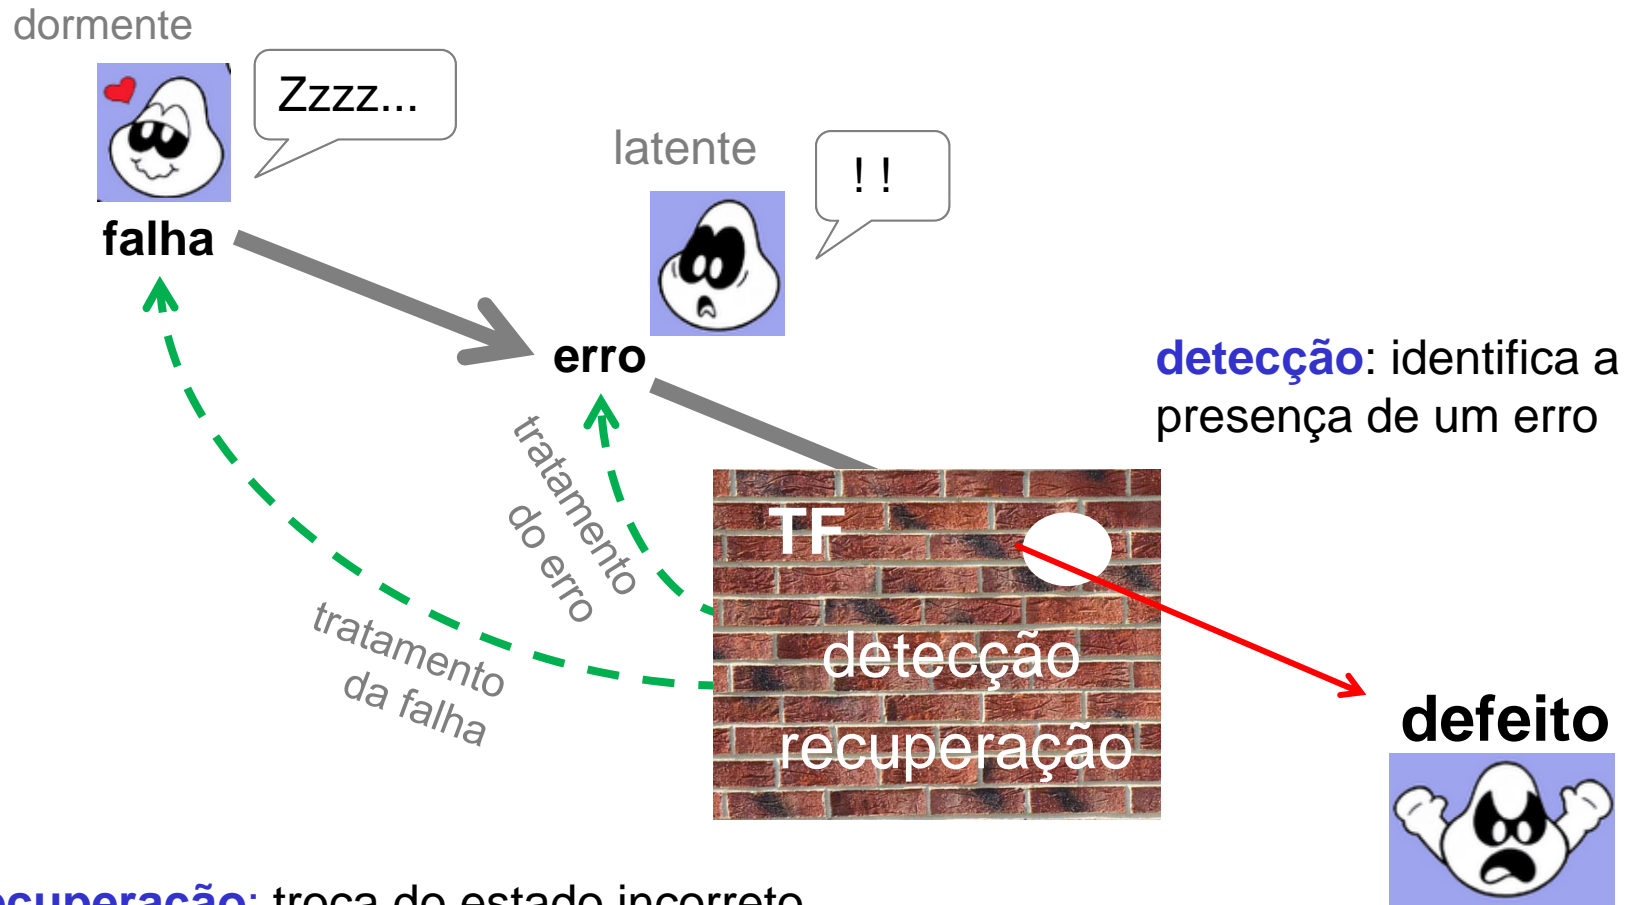 dormente
Zzzz...
latente
! !
falha
erro
detecção: identifica a
presença de um erro
tratamento
do erro
TF
tratamento
da falha
detecção
recuperação
defeito
ecuperação: troca do estado incorreto